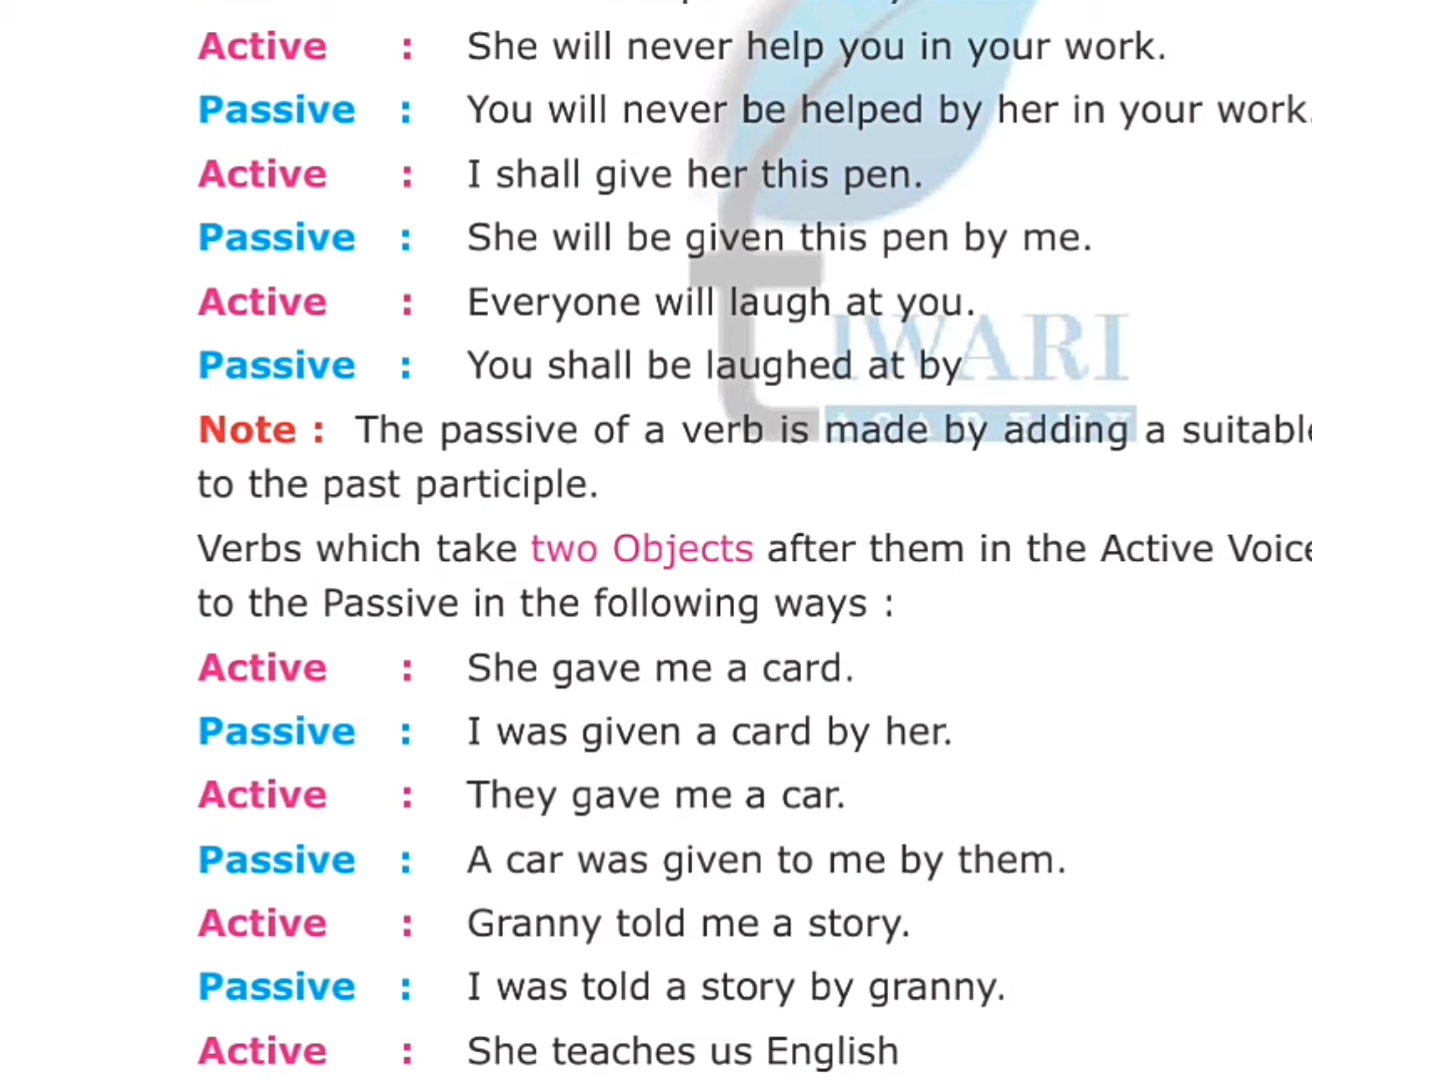 Active : She will never help you in your work.
Passive : You will never be helped by her in your work.
Active : I shall give her this pen.
Passive : She will be given this pen by me.
Active : Everyone will laugh at you.
Passive : You shall be laughed at by
Note : The passive of a verb is made by adding a suitable
to the past participle.
Verbs which take two Objects after them in the Active Voice
to the Passive in the following ways :
Active : She gave me a card.
Passive : I was given a card by her.
Active : They gave me a car.
Passive : A car was given to me by them.
Active : Granny told me a story.
Passive : I was told a story by granny.
Active : She teaches us English
TIWARI
ACADEMY